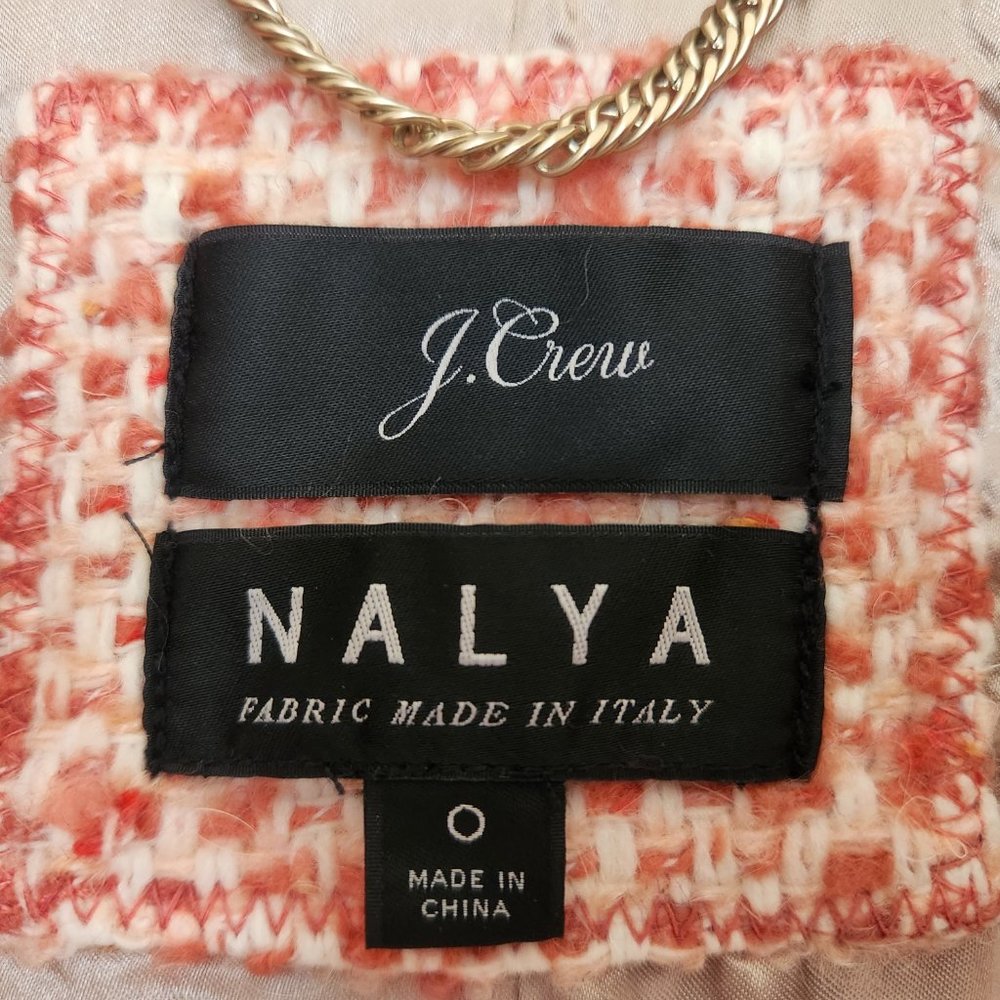 J.Crew
NALYA
FABRIC MADE IN ITALY
0
MADE IN
CHINA